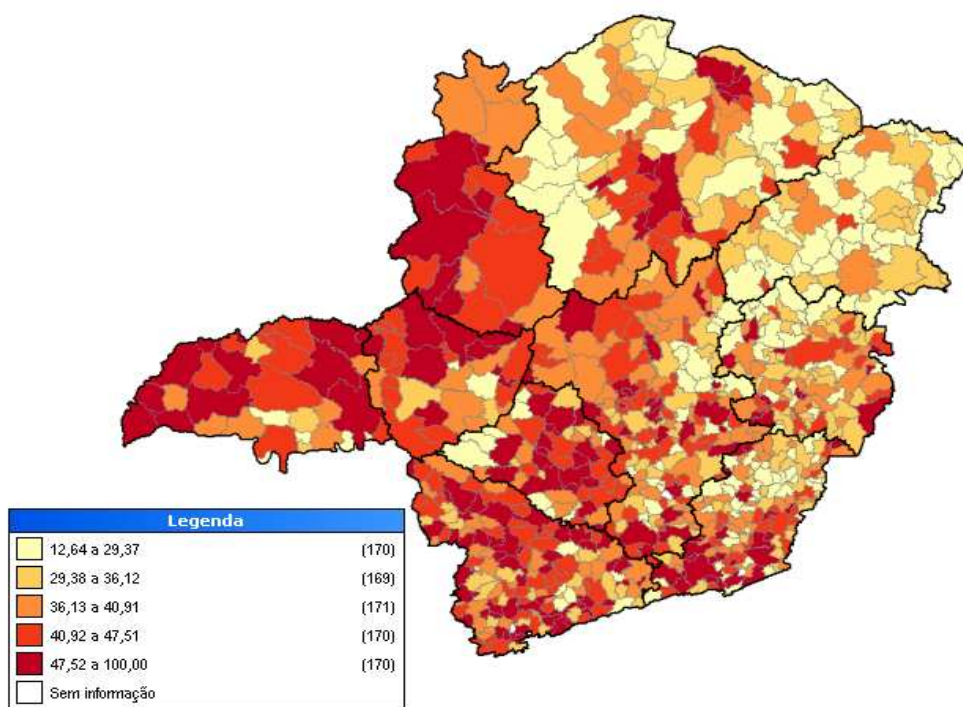 Legenda
12,64 a 29,37 (170)
29,38 a 36,12 (169)
36,13 a 40,91 (171)
40,92 a 47,51 (170)
47,52 a 100,00 (170)
Sem informação